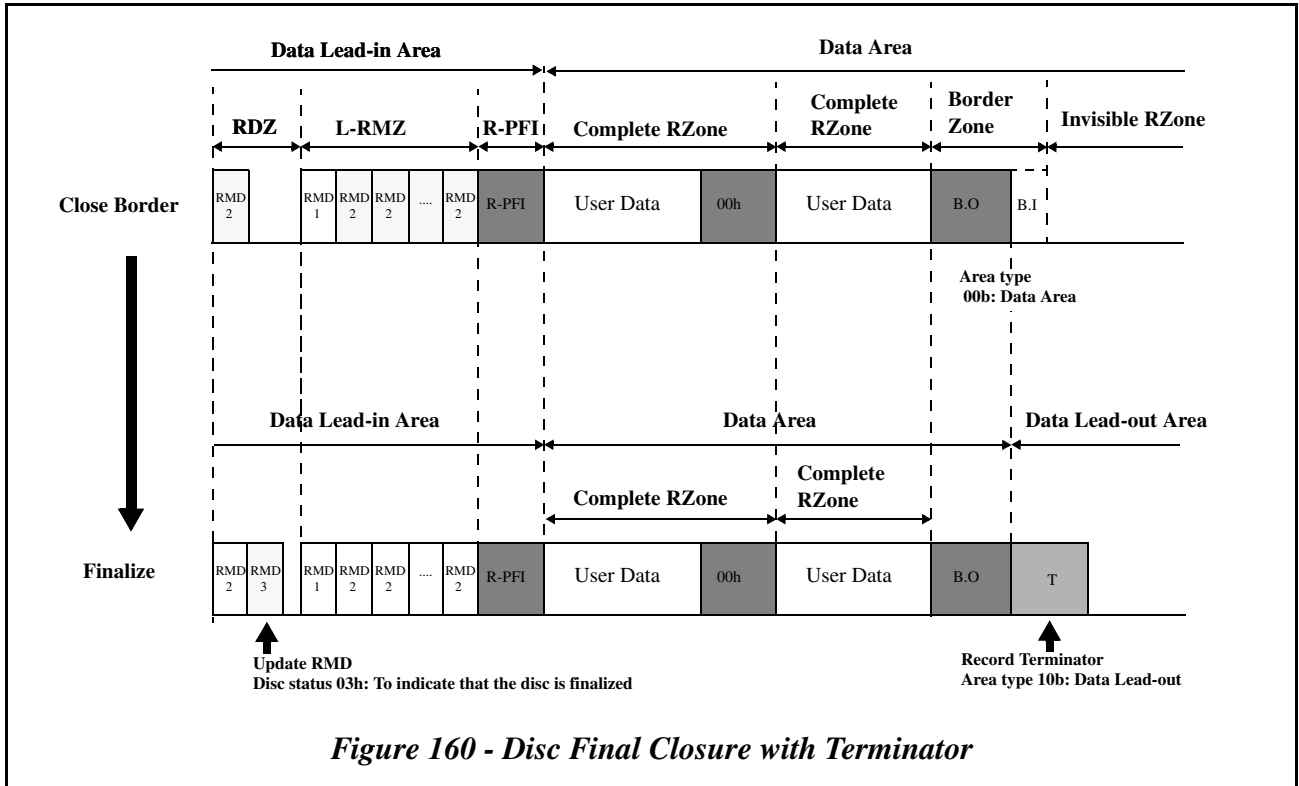 Data Lead-in Area
Data Area
RDZ
L-RMZ
R-PFI
Complete RZone
Complete
RZone
Border
Zone
Invisible RZone
Close Border
RMD
2
RMD
1
RMD
2
RMD
2
....
RMD
2
R-PFI
User Data
00h
User Data
B.O
B.I
Area type
00b: Data Area
Data Lead-in Area
Data Area
Data Lead-out Area
Complete RZone
Complete
RZone
Finalize
RMD
2
RMD
3
RMD
1
RMD
2
RMD
2
....
RMD
2
R-PFI
User Data
00h
User Data
B.O
T
Update RMD
Disc status 03h: To indicate that the disc is finalized
Record Terminator
Area type 10b: Data Lead-out
Figure 160 - Disc Final Closure with Terminator